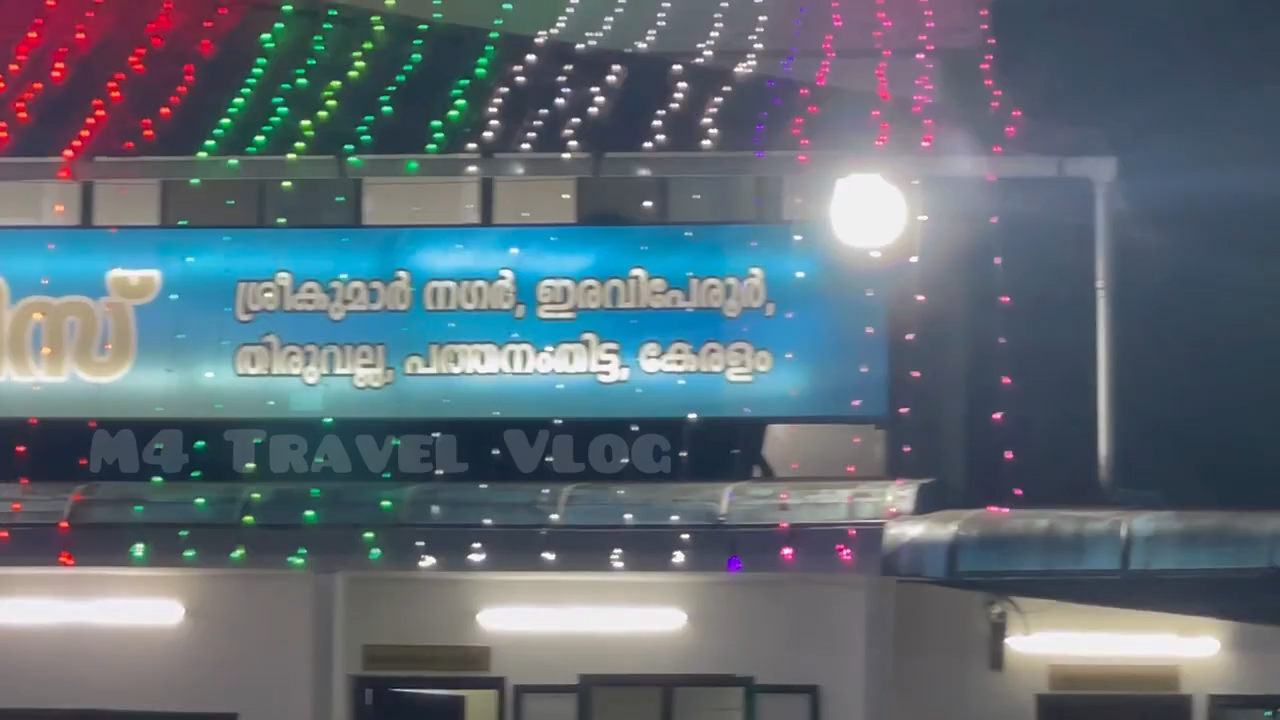 ശ്രീകുമാർ നഗർ, ഇരവിപേരൂർ,
തിരുവല്ല, പത്തനംതിട്ട, കേരളം
M4 Travel Vlog